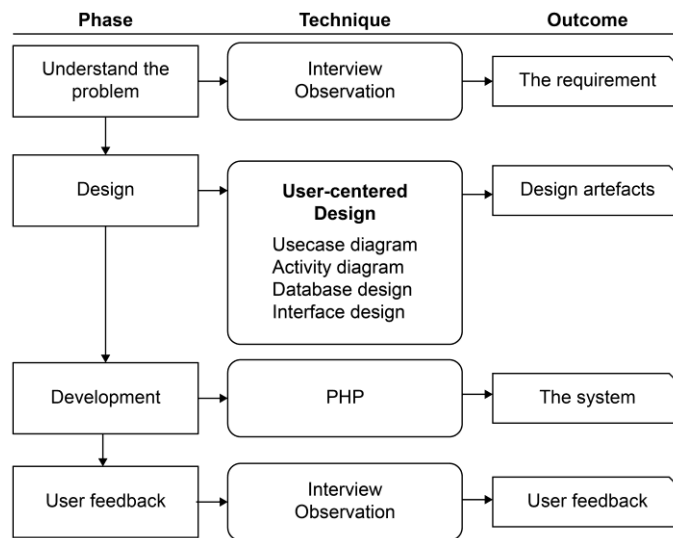 Phase
Technique
Outcome
Understand the
problem
Interview
Observation
The requirement
Design
User-centered
Design
Usecase diagram
Activity diagram
Database design
Interface design
Design artefacts
Development
PHP
The system
User feedback
Interview
Observation
User feedback